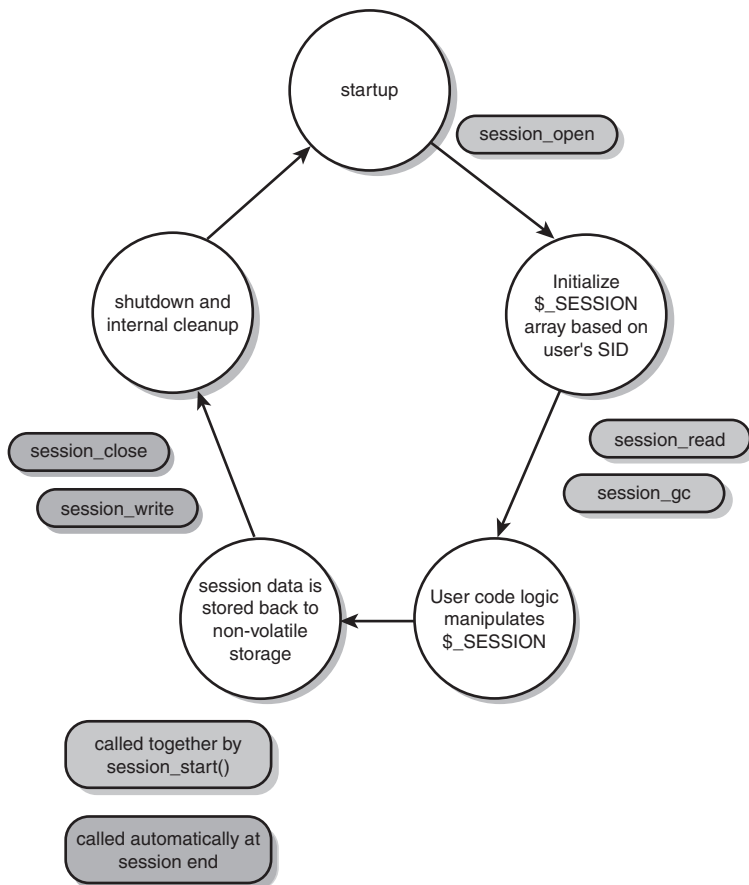 startup
session_open
Initialize
$_SESSION
array based on
user's SID
shutdown and
internal cleanup
session_read
session_gc
session_close
session_write
User code logic
manipulates
$_SESSION
session data is
stored back to
non-volatile
storage
called together by
session_start()
called automatically at
session end